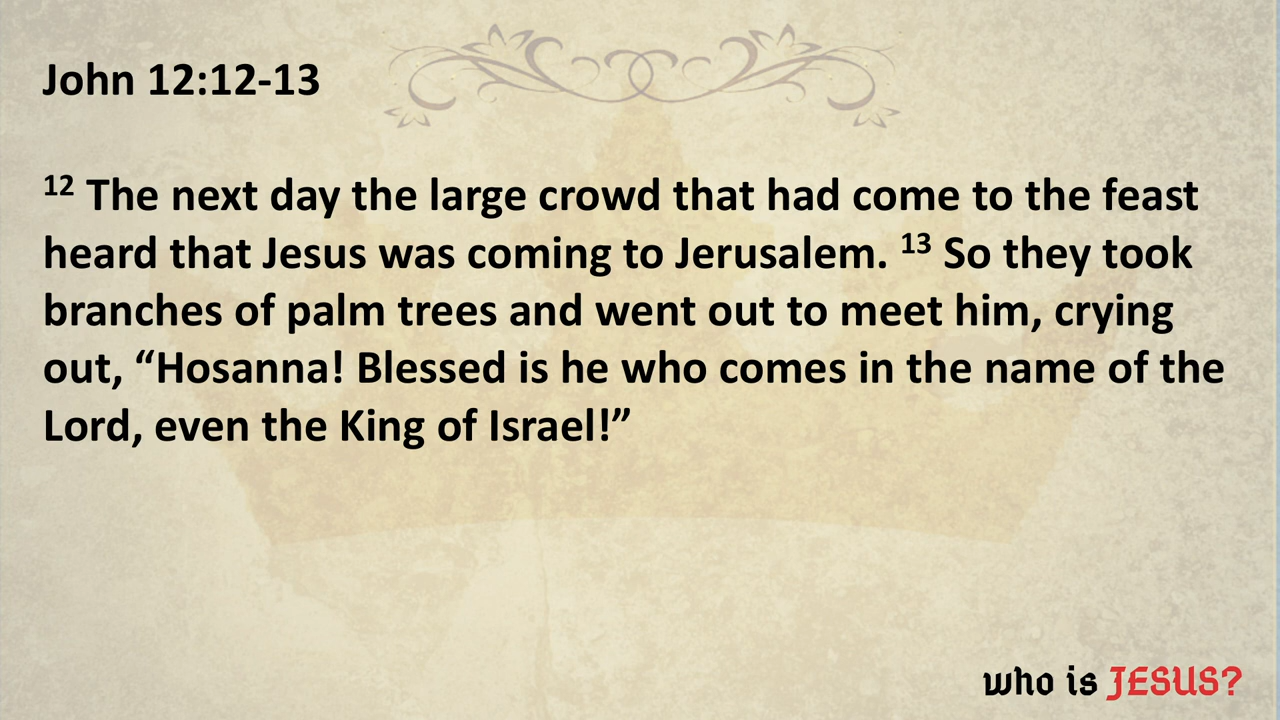 John 12:12-13
12 The next day the large crowd that had come to the feast
heard that Jesus was coming to Jerusalem. 13 So they took
branches of palm trees and went out to meet him, crying
out, “Hosanna! Blessed is he who comes in the name of the
Lord, even the King of Israel!”
who is JESUS?